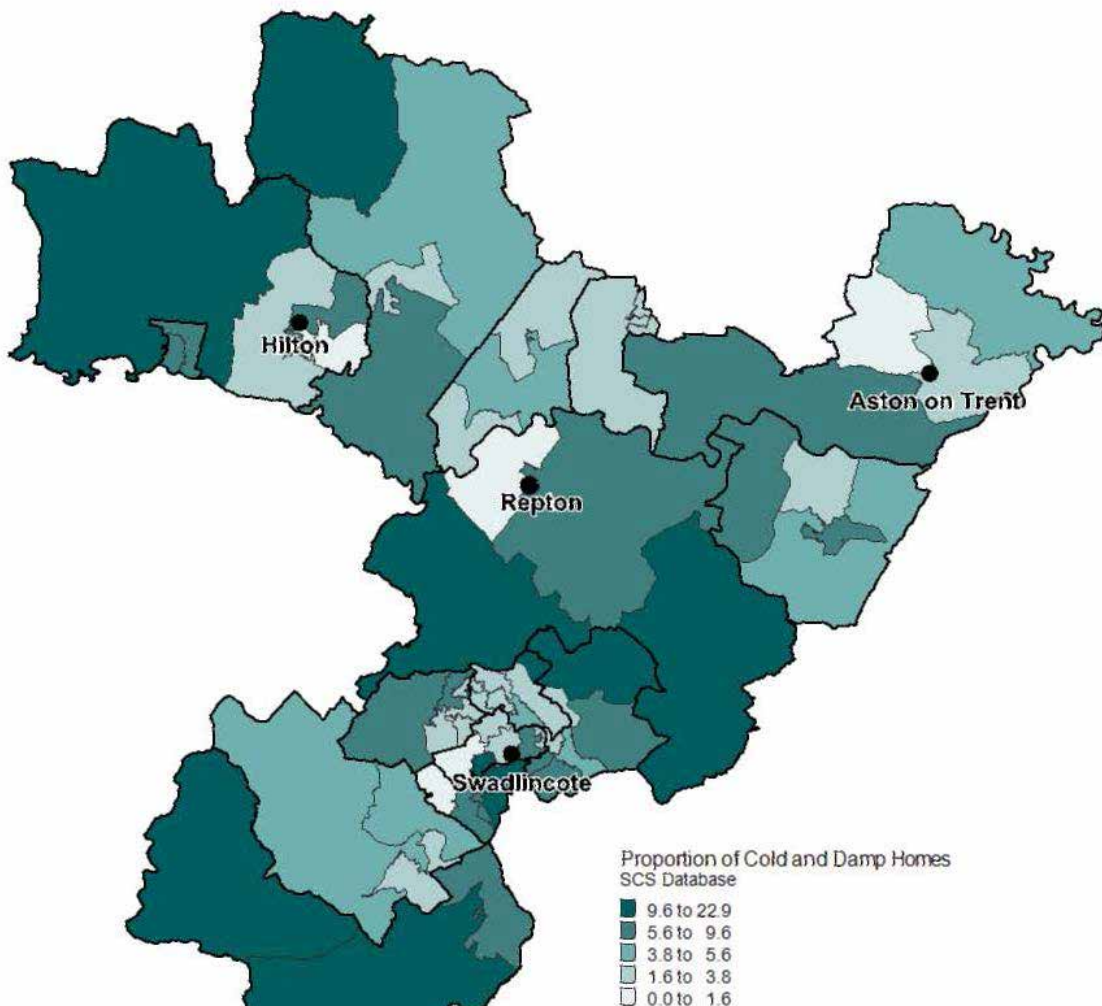 Hilton
Aston on Trent
Repton
Swadlincote
Proportion of Cold and Damp Homes
SCS Database
9.6 to 22.9
5.6 to 9.6
3.8 to 5.6
1.6 to 3.8
0.0 to 1.6